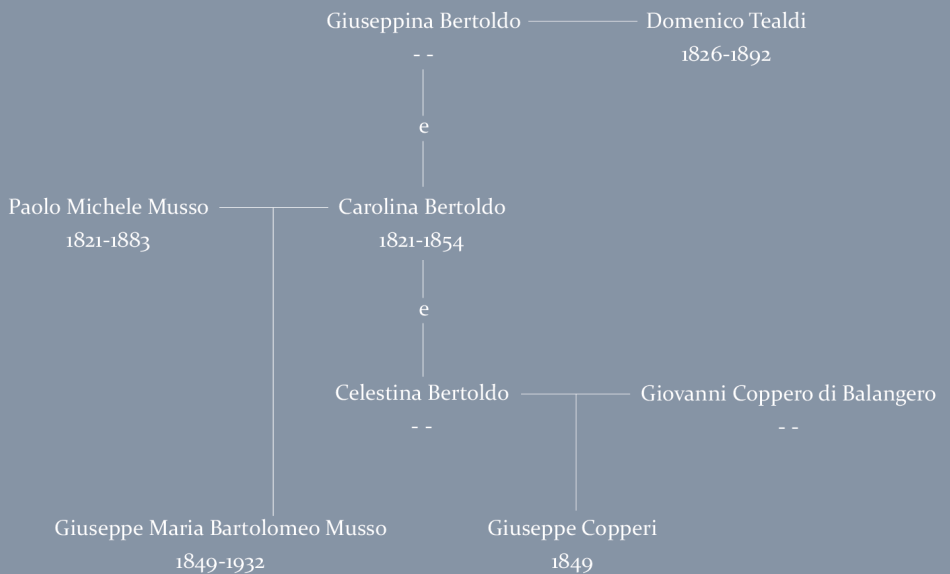 Giuseppina Bertoldo Domenico Tealdi
- - 1826-1892
e
Paolo Michele Musso Carolina Bertoldo
1821-1883 1821-1854
e
Celestina Bertoldo Giovanni Coppero di Balangero
- - - -
Giuseppe Maria Bartolomeo Musso Giuseppe Copperi
1849-1932 1849